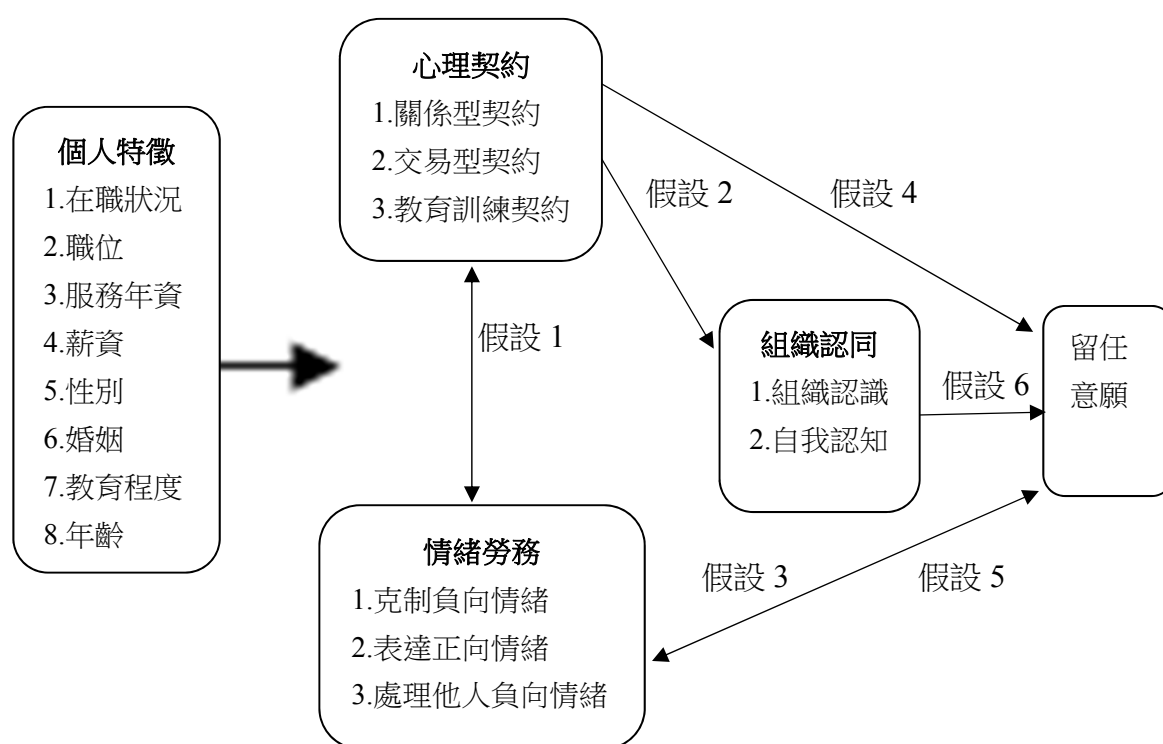 個人特徵
1.在職狀況
2.職位
3.服務年資
4.薪資
5.性別
6.婚姻
7.教育程度
8.年齡
心理契約
1.關係型契約
2.交易型契約
3.教育訓練契約
假設 2
假設 4
假設 1
組織認同
1.組織認識
2.自我認知
假設 6
留任
意願
情緒勞務
1.克制負向情緒
2.表達正向情緒
3.處理他人負向情緒
假設 3
假設 5